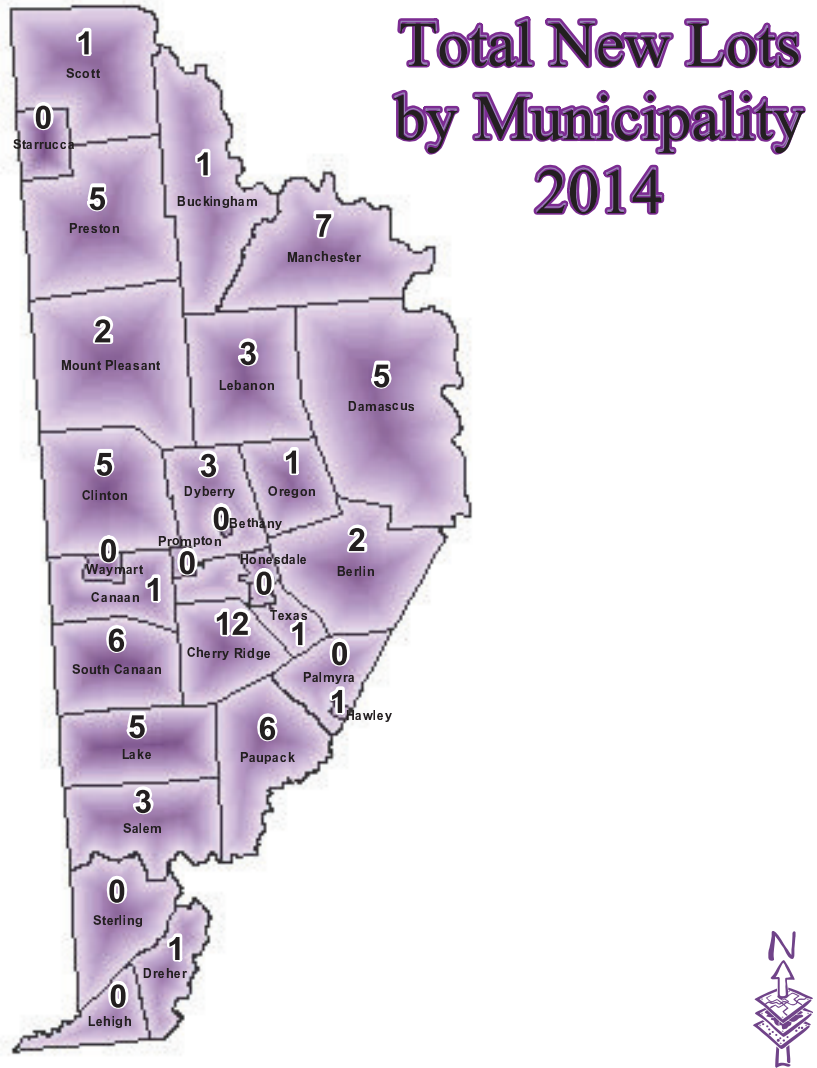 Total New Lots
by Municipality
2014
1
Scott
0
Starrucca
1
Buckingham
5
Preston
7
Manchester
2
Mount Pleasant
3
Lebanon
5
Damascus
5
Clinton
3
Dyberry
1
Oregon
0
Bethany
Prompton
0
2
Berlin
0
Waymart
Honesdale
0
Canaan
1
12
Cherry Ridge
Texas
1
6
South Canaan
0
Palmyra
1
Hawley
5
Lake
6
Paupack
3
Salem
0
Sterling
1
Dreher
0
Lehigh
N